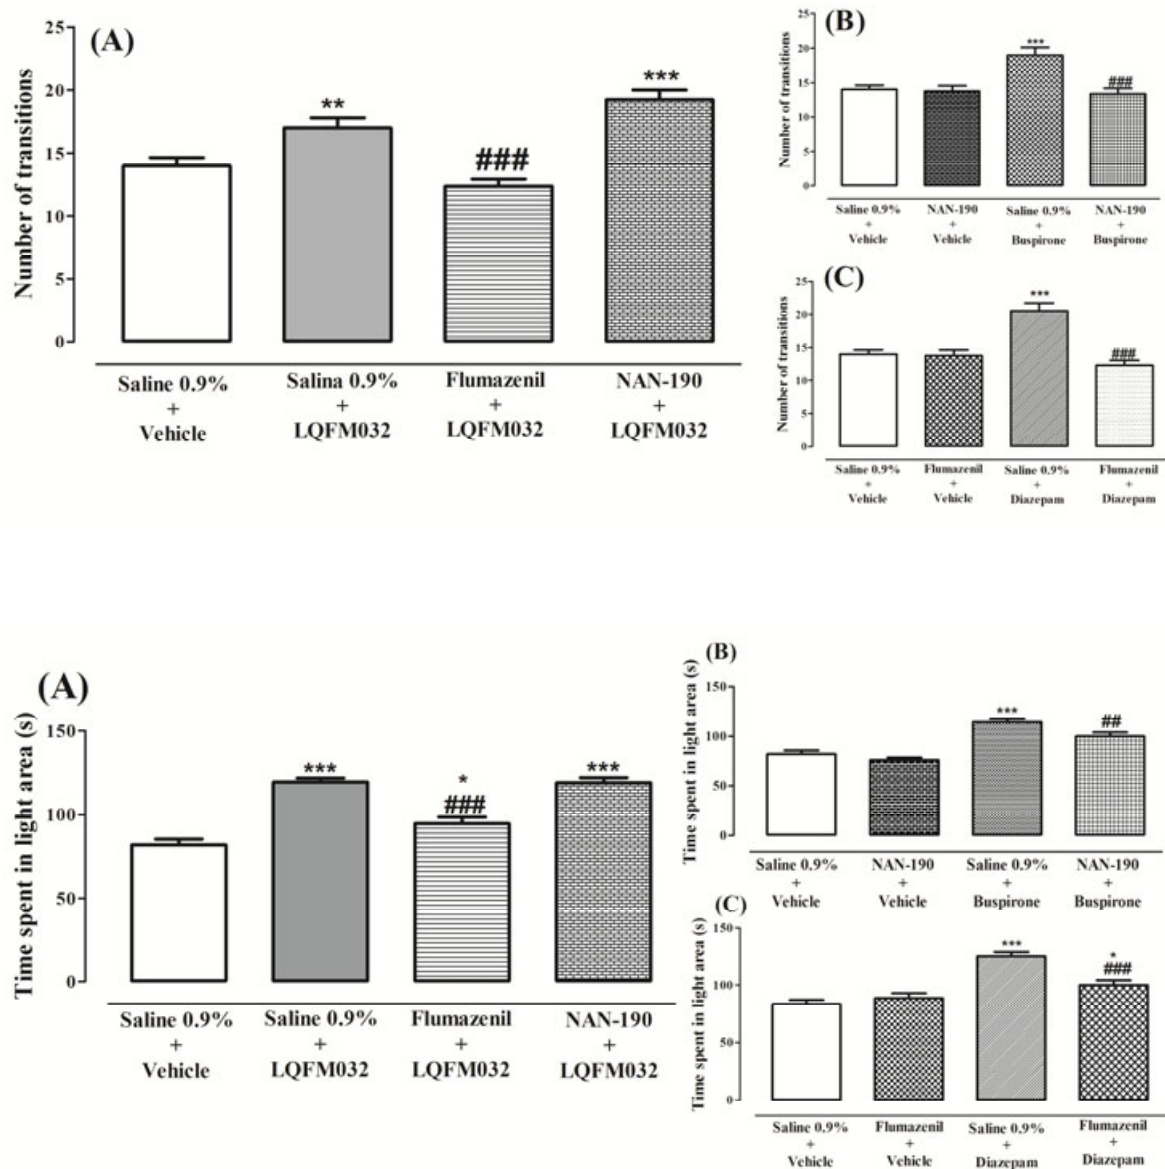 (A)
Number of transitions
25
20
15
10
5
0
**
###
***
Saline 0.9%
+
Vehicle
Salina 0.9%
+
LQFM032
Flumazenil
+
LQFM032
NAN-190
+
LQFM032
(B)
Number of transitions
25
20
15
10
5
0
***
###
Saline 0.9%
+
Vehicle
NAN-190
+
Vehicle
Saline 0.9%
+
Buspirone
NAN-190
+
Buspirone
(C)
Number of transitions
25
20
15
10
5
0
***
###
Saline 0.9%
+
Vehicle
Flumazenil
+
Vehicle
Saline 0.9%
+
Diazepam
Flumazenil
+
Diazepam
(A)
Time spent in light area (s)
150
100
50
0
***
*
###
***
Saline 0.9%
+
Vehicle
Saline 0.9%
+
LQFM032
Flumazenil
+
LQFM032
NAN-190
+
LQFM032
(B)
Time spent in light area (s)
150
100
50
0
***
##
Saline 0.9%
+
Vehicle
NAN-190
+
Vehicle
Saline 0.9%
+
Buspirone
NAN-190
+
Buspirone
(C)
Time spent in light area (s)
150
100
50
0
***
*
###
Saline 0.9%
+
Vehicle
Flumazenil
+
Vehicle
Saline 0.9%
+
Diazepam
Flumazenil
+
Diazepam